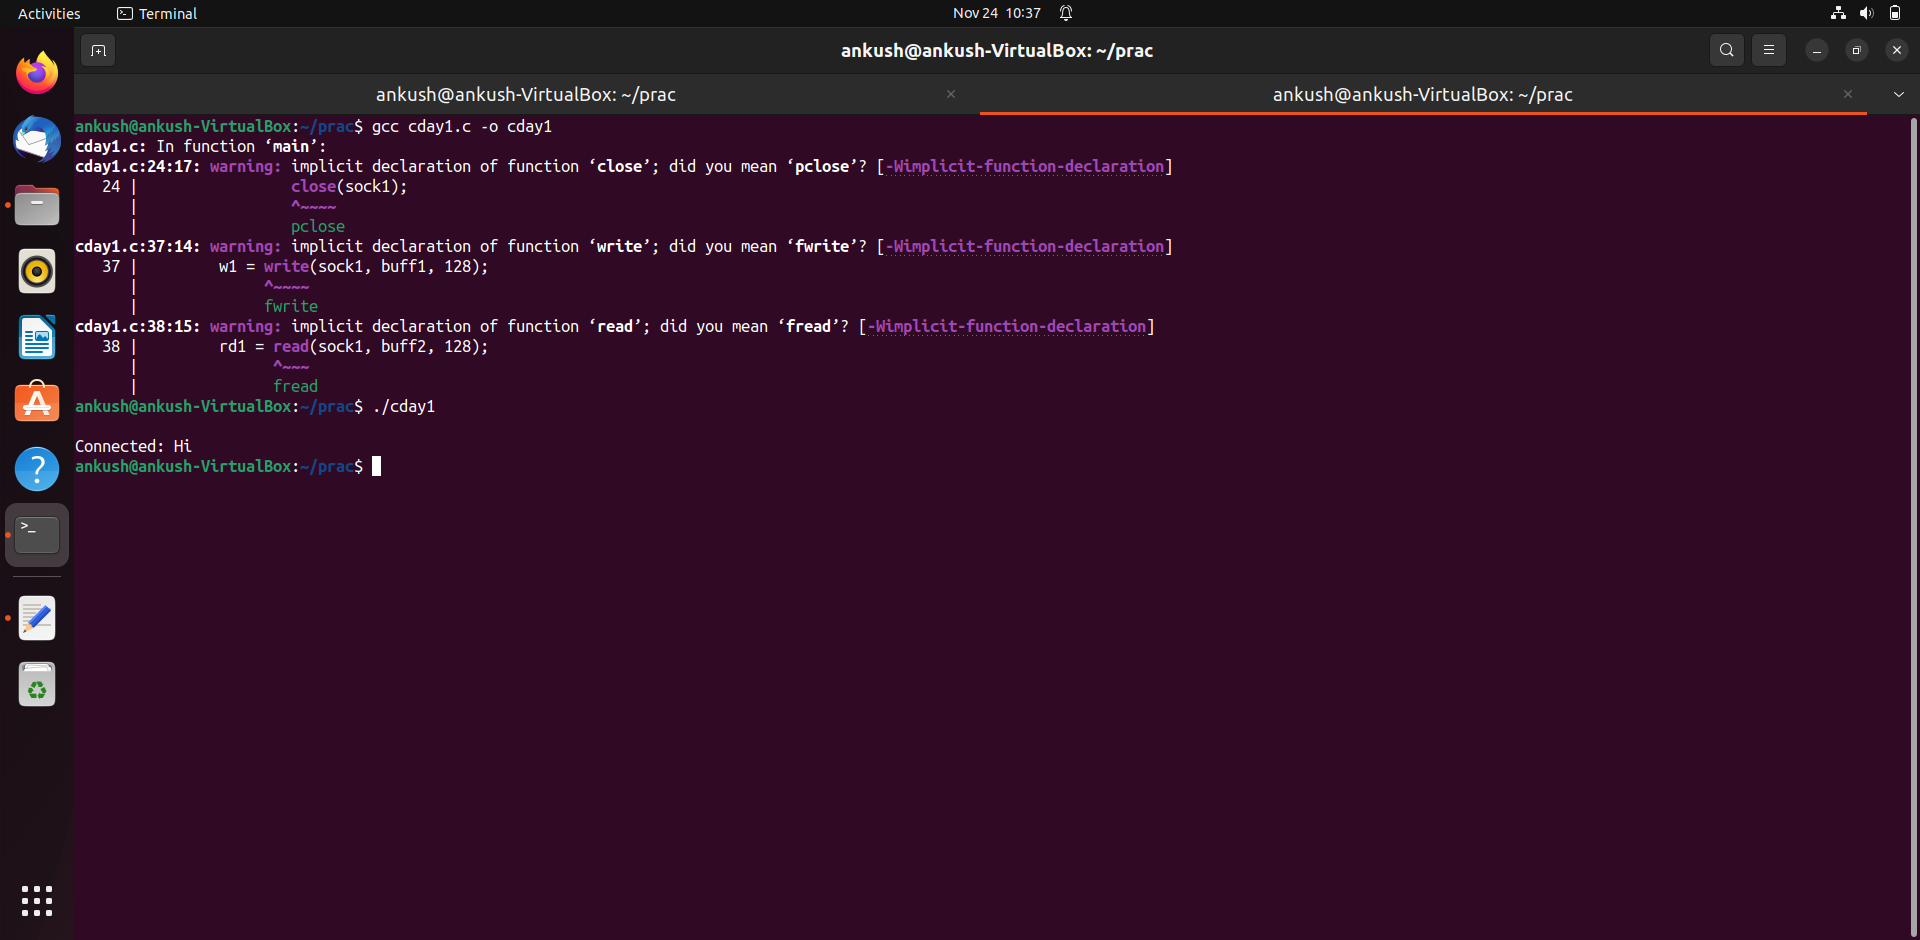 Activities Terminal Nov 24 10:37
ankush@ankush-VirtualBox: ~/prac
ankush@ankush-VirtualBox: ~/prac × ankush@ankush-VirtualBox: ~/prac ×
ankush@ankush-VirtualBox:~/prac$ gcc cday1.c -o cday1
cday1.c: In function ‘main’:
cday1.c:24:17: warning: implicit declaration of function ‘close’; did you mean ‘pclose’? [-Wimplicit-function-declaration]
   24 |                 close(sock1);
      |                 ^~~~~
      |                 pclose
cday1.c:37:14: warning: implicit declaration of function ‘write’; did you mean ‘fwrite’? [-Wimplicit-function-declaration]
   37 |         w1 = write(sock1, buff1, 128);
      |              ^~~~~
      |              fwrite
cday1.c:38:15: warning: implicit declaration of function ‘read’; did you mean ‘fread’? [-Wimplicit-function-declaration]
   38 |         rd1 = read(sock1, buff2, 128);
      |               ^~~~
      |               fread
ankush@ankush-VirtualBox:~/prac$ ./cday1
Connected: Hi
ankush@ankush-VirtualBox:~/prac$